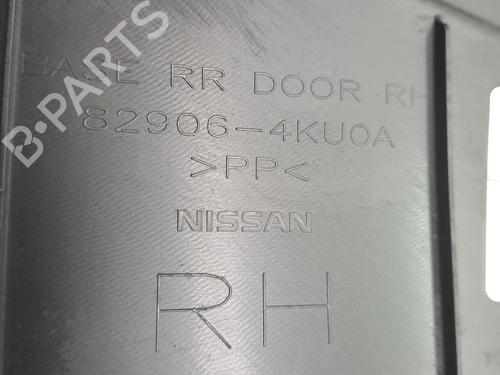 BASE RR DOOR RH
82906-4KU0A
>PP<
NISSAN
RH
B-PARTS